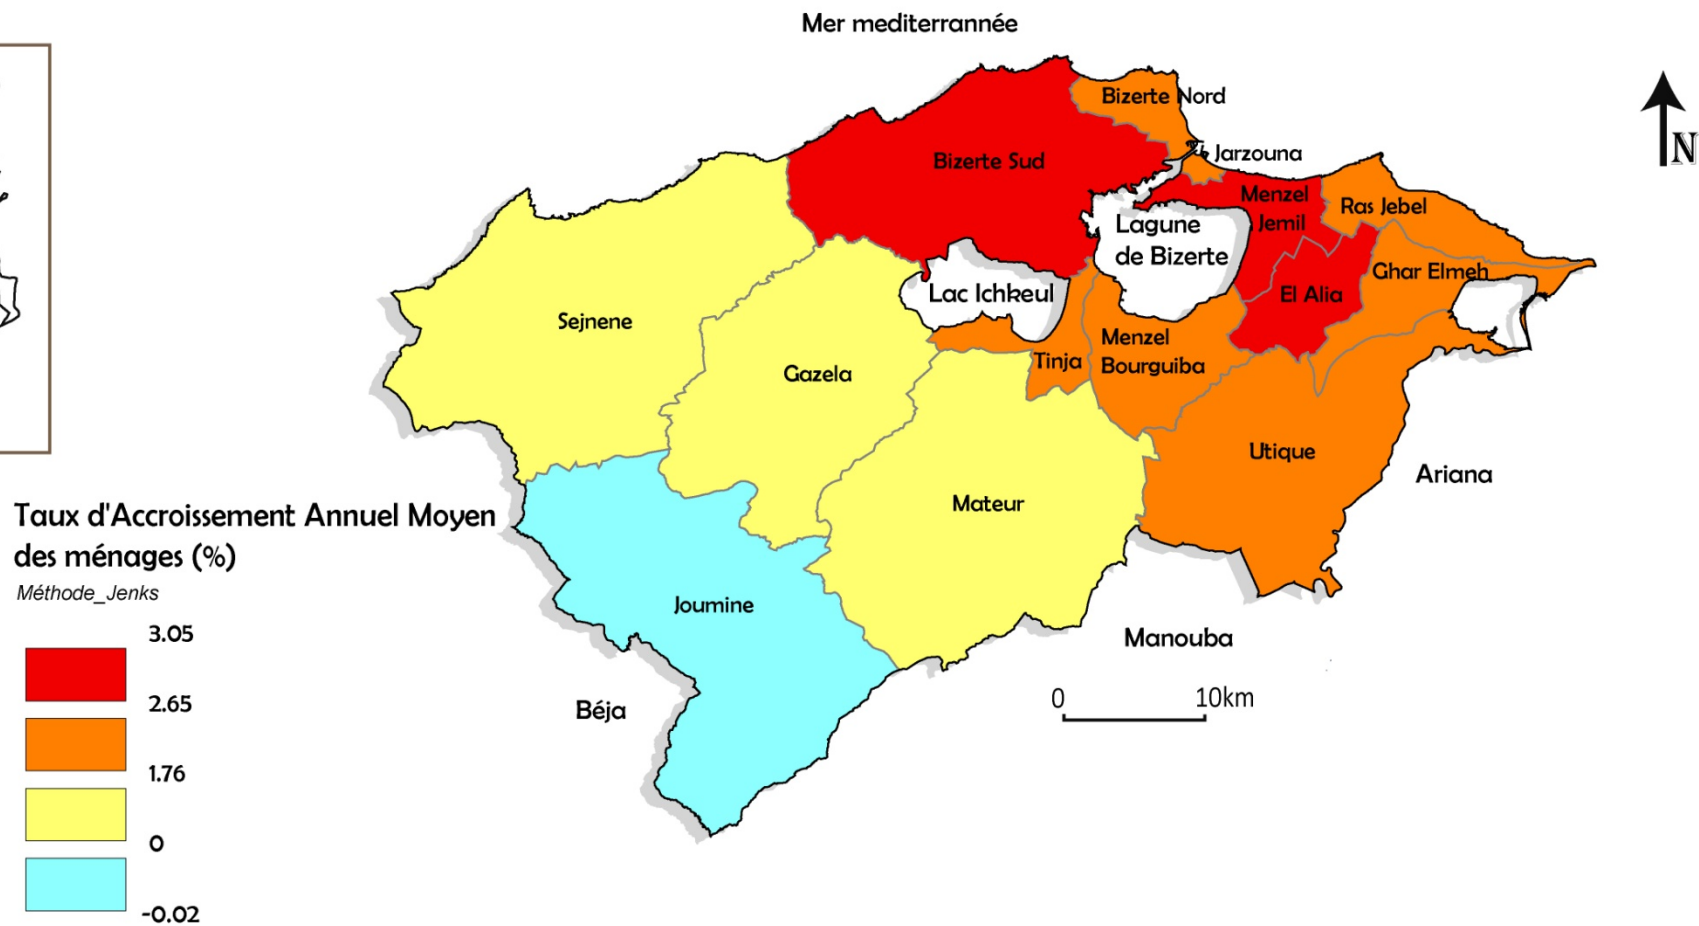 Mer mediterrannée
N
Bizerte Nord
Jarzouna
Bizerte Sud
Menzel
Jemil
Ras Jebel
Lagune
de Bizerte
Ghar Elmeh
Lac Ichkeul
El Alia
Sejnene
Menzel
Bourguiba
Tinja
Gazela
Utique
Ariana
Mateur
Taux d'Accroissement Annuel Moyen
des ménages (%)
Méthode_Jenks
Joumine
Manouba
Béja
0 10km
3.05
2.65
1.76
0
-0.02